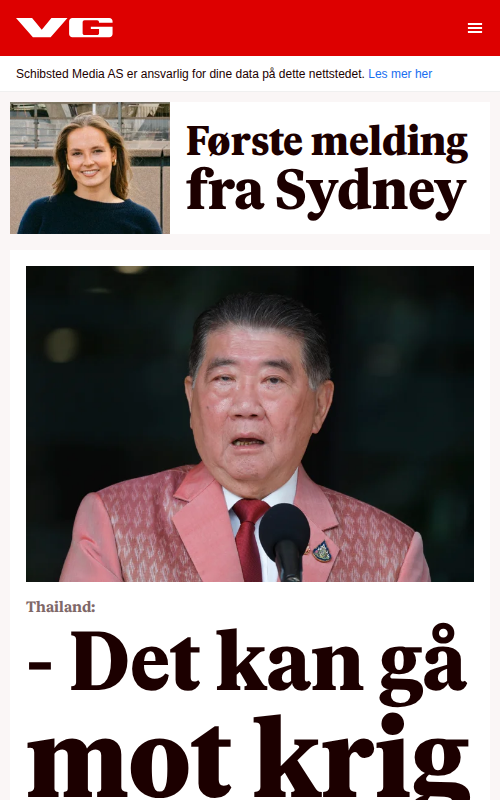 VG
Schibsted Media AS er ansvarlig for dine data på dette nettstedet. Les mer her
Første melding
fra Sydney
Thailand:
- Det kan gå
mot krig